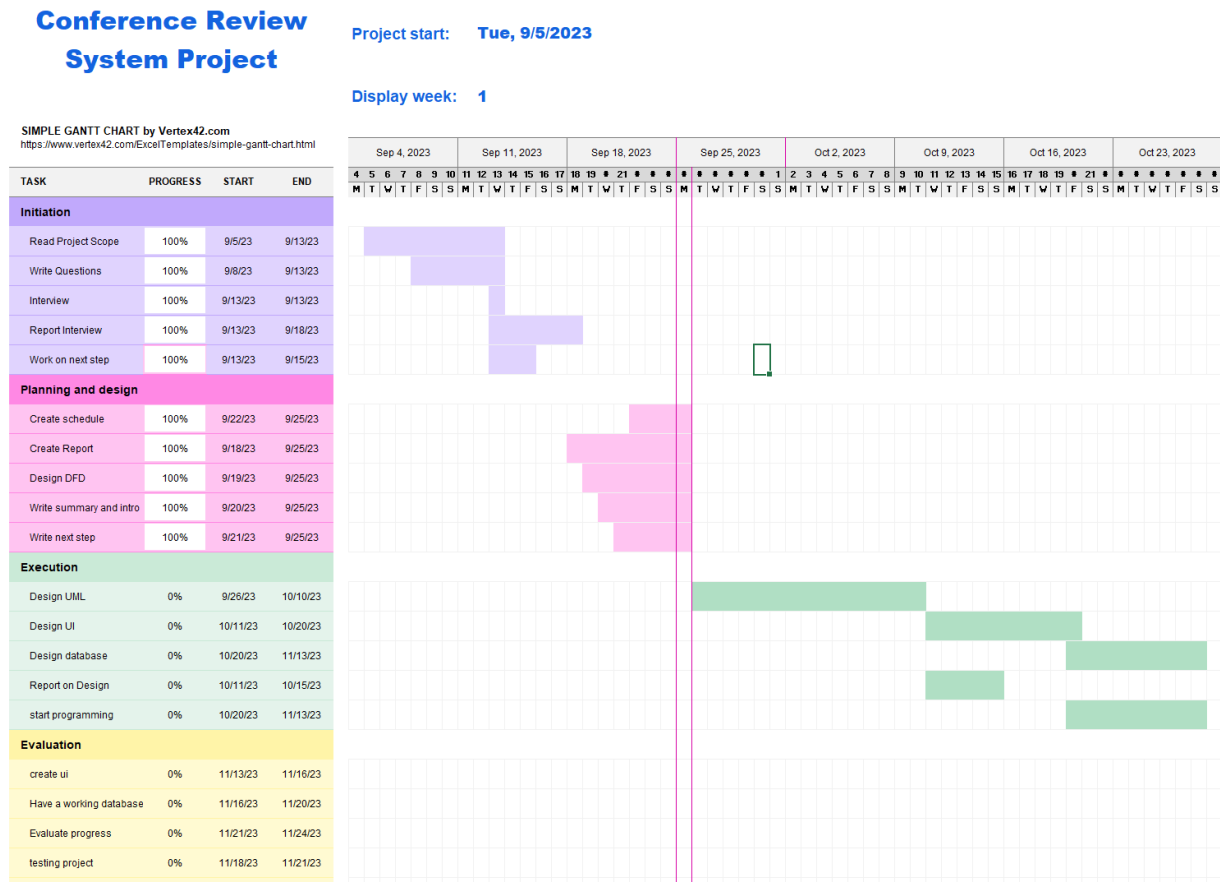 Conference Review
System Project
Project start: Tue, 9/5/2023
Display week: 1
SIMPLE GANTT CHART by Vertex42.com
https://www.vertex42.com/ExcelTemplates/simple-gantt-chart.html
Sep 4, 2023 Sep 11, 2023 Sep 18, 2023 Sep 25, 2023 Oct 2, 2023 Oct 9, 2023 Oct 16, 2023 Oct 23, 2023
4 5 6 7 8 9 10 11 12 13 14 15 16 17 18 19 # 21 # # # # # # # # # 1 2 3 4 5 6 7 8 9 10 11 12 13 14 15 16 17 18 19 # 21 # # # # # # # #
TASK PROGRESS START END
M T W T F S S M T W T F S S M T W T F S S M T W T F S S M T W T F S S M T W T F S S M T W T F S S M T W T F S S
Initiation
Read Project Scope 100% 9/5/23 9/13/23
Write Questions 100% 9/8/23 9/13/23
Interview 100% 9/13/23 9/13/23
Report Interview 100% 9/13/23 9/18/23
Work on next step 100% 9/13/23 9/15/23
Planning and design
Create schedule 100% 9/22/23 9/25/23
Create Report 100% 9/18/23 9/25/23
Design DFD 100% 9/19/23 9/25/23
Write summary and intro 100% 9/20/23 9/25/23
Write next step 100% 9/21/23 9/25/23
Execution
Design UML 0% 9/26/23 10/10/23
Design UI 0% 10/11/23 10/20/23
Design database 0% 10/20/23 11/13/23
Report on Design 0% 10/11/23 10/15/23
start programming 0% 10/20/23 11/13/23
Evaluation
create ui 0% 11/13/23 11/16/23
Have a working database 0% 11/16/23 11/20/23
Evaluate progress 0% 11/21/23 11/24/23
testing project 0% 11/18/23 11/21/23